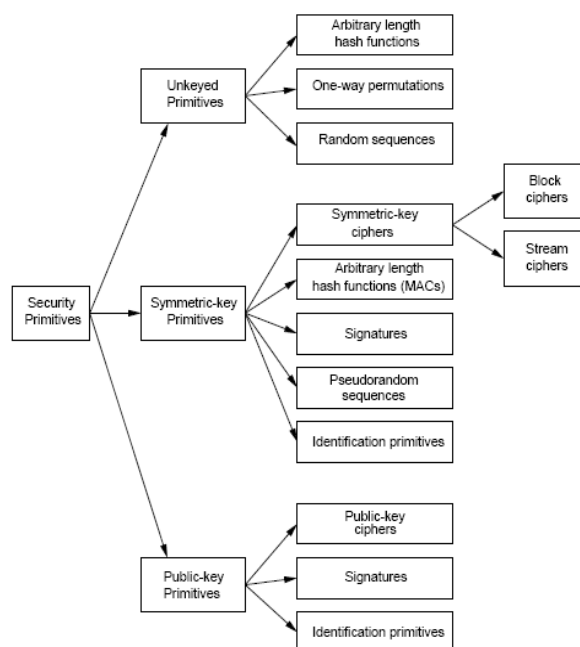 Arbitrary length
hash functions
Unkeyed
Primitives
One-way permutations
Random sequences
Block
ciphers
Symmetric-key
ciphers
Stream
ciphers
Arbitrary length
hash functions (MACs)
Security
Primitives
Symmetric-key
Primitives
Signatures
Pseudorandom
sequences
Identification primitives
Public-key
ciphers
Public-key
Primitives
Signatures
Identification primitives